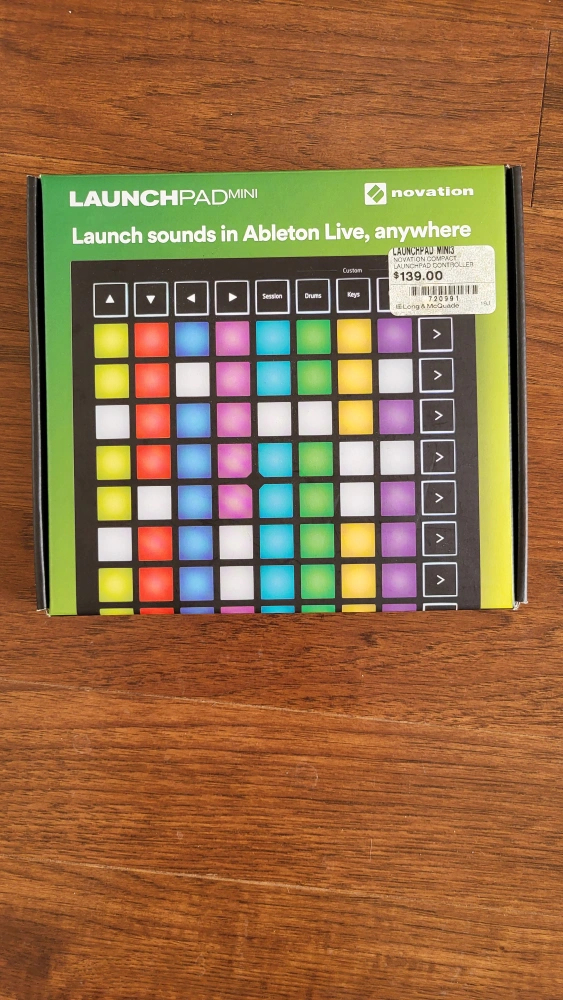 LAUNCHPAD MINI
novation
Launch sounds in Ableton Live, anywhere
LAUNCHPAD MINI3
NOVATION COMPACT
LAUNCHPAD CONTROLLER
$139.00
720991
Long & McQuade
Custom
Session
Drums
Keys